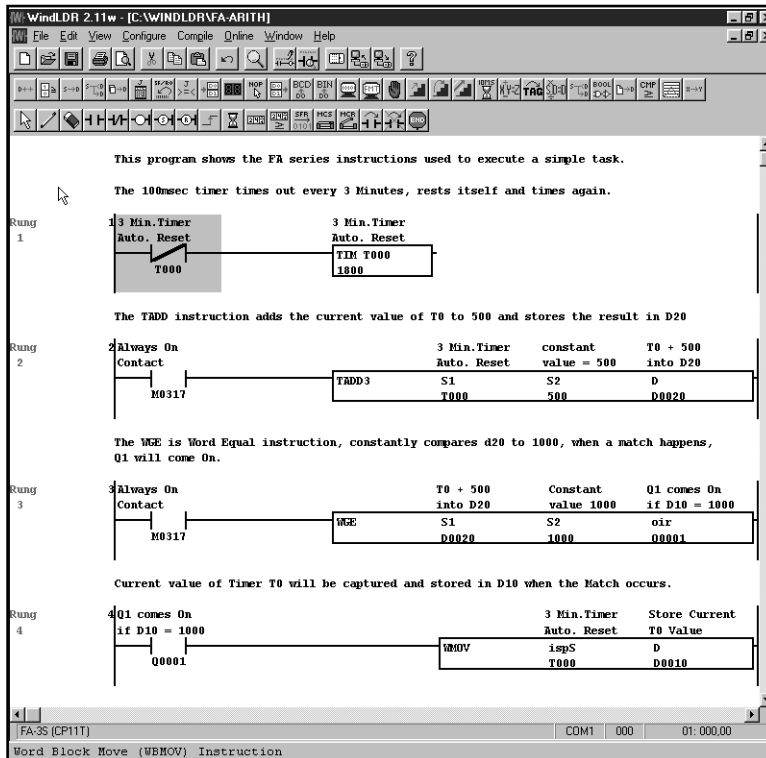 WindLDR 2.11w - [C:\WINDLDR\FA-ARITH]
File Edit View Configure Compile Online Window Help
This program shows the FA series instructions used to execute a simple task.
The 100msec timer times out every 3 Minutes, rests itself and times again.
Rung 1
1 3 Min.Timer 3 Min.Timer
Auto. Reset Auto. Reset
TIM T000
T000 1800
The TADD instruction adds the current value of T0 to 500 and stores the result in D20
Rung 2
2 Always On 3 Min.Timer constant T0 + 500
Contact Auto. Reset value = 500 into D20
TADD3 S1 S2 D
M0317 T000 500 D0020
The WGE is Word Equal instruction, constantly compares d20 to 1000, when a match happens,
Q1 will come On.
Rung 3
3 Always On T0 + 500 Constant Q1 comes On
Contact into D20 value 1000 if D10 = 1000
WGE S1 S2 oir
M0317 D0020 1000 Q0001
Current value of Timer T0 will be captured and stored in D10 when the Match occurs.
Rung 4
4 Q1 comes On 3 Min.Timer Store Current
if D10 = 1000 Auto. Reset T0 Value
WMOV ispS D
Q0001 T000 D0010
FA-3S (CP11T) COM1 000 01: 000,00
Word Block Move (WBMOV) Instruction